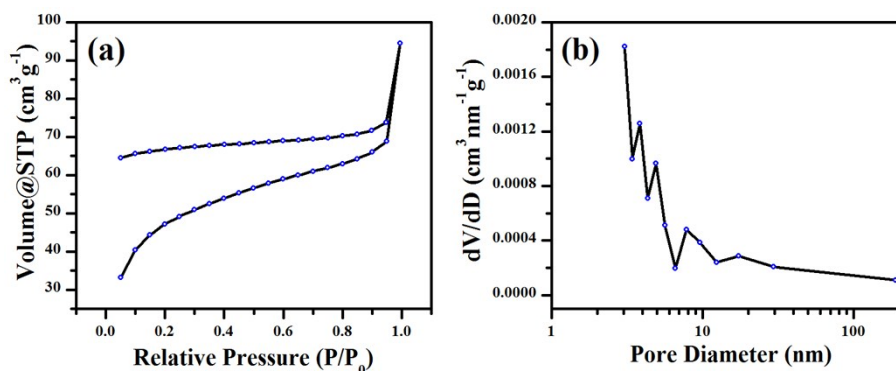 (a)
Volume@STP (cm³g⁻¹)
100
90
80
70
60
50
40
30
0.0 0.2 0.4 0.6 0.8 1.0
Relative Pressure (P/P₀)
(b)
dV/dD (cm³nm⁻¹g⁻¹)
0.0020
0.0016
0.0012
0.0008
0.0004
0.0000
1 10 100
Pore Diameter (nm)